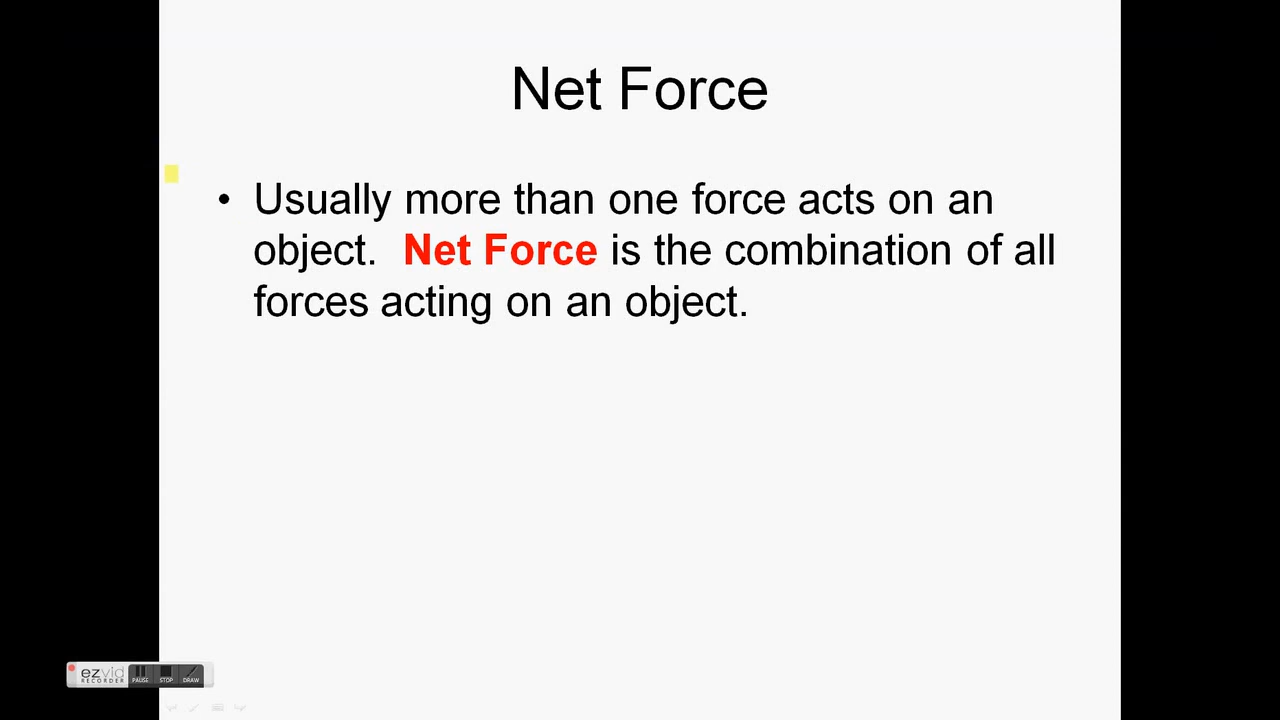 Net Force
• Usually more than one force acts on an
object.  Net Force is the combination of all
forces acting on an object.
ezvid
RECORDER
PAUSE STOP DRAW